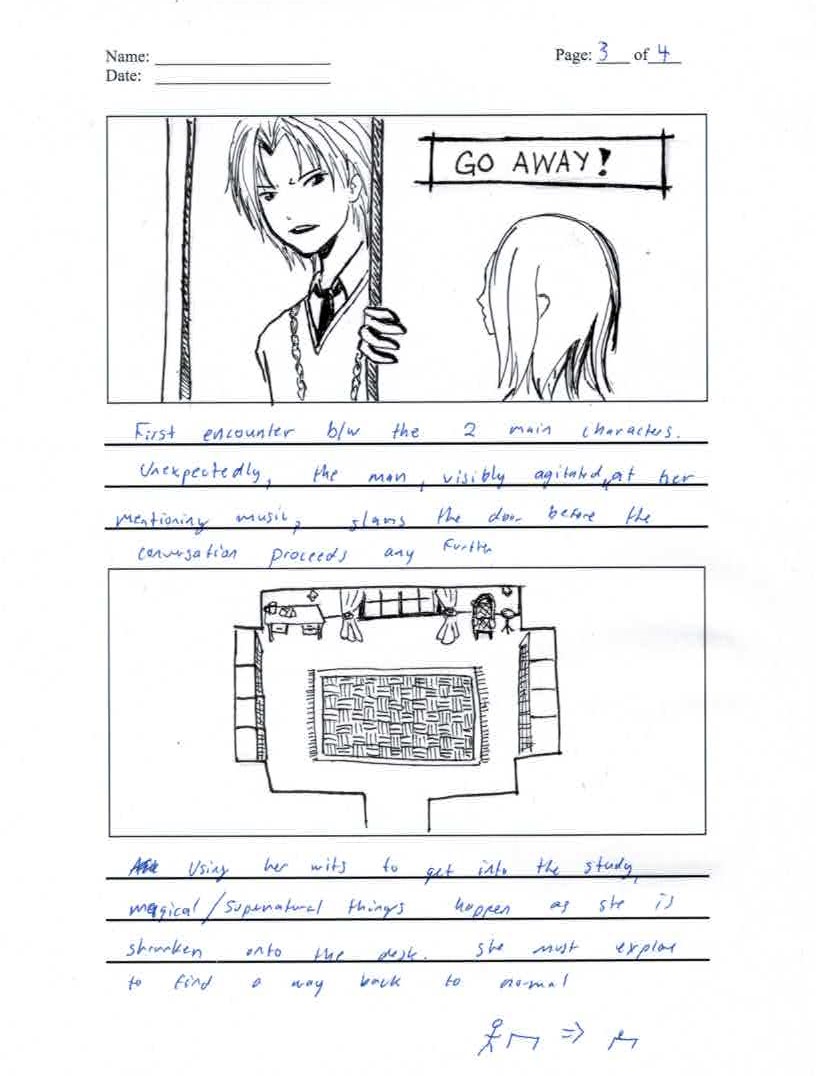 Name:
Page: 3 of 4
Date:
GO AWAY!
First encounter b/w the 2 main characters.
Unexpectedly, the man, visibly agitated, at her
mentioning music, slams the door before the
conversation proceeds any further
Using her wits to get into the study,
magical/supernatural things happen as she is
shrunken onto the desk. She must explore
to find a way back to normal